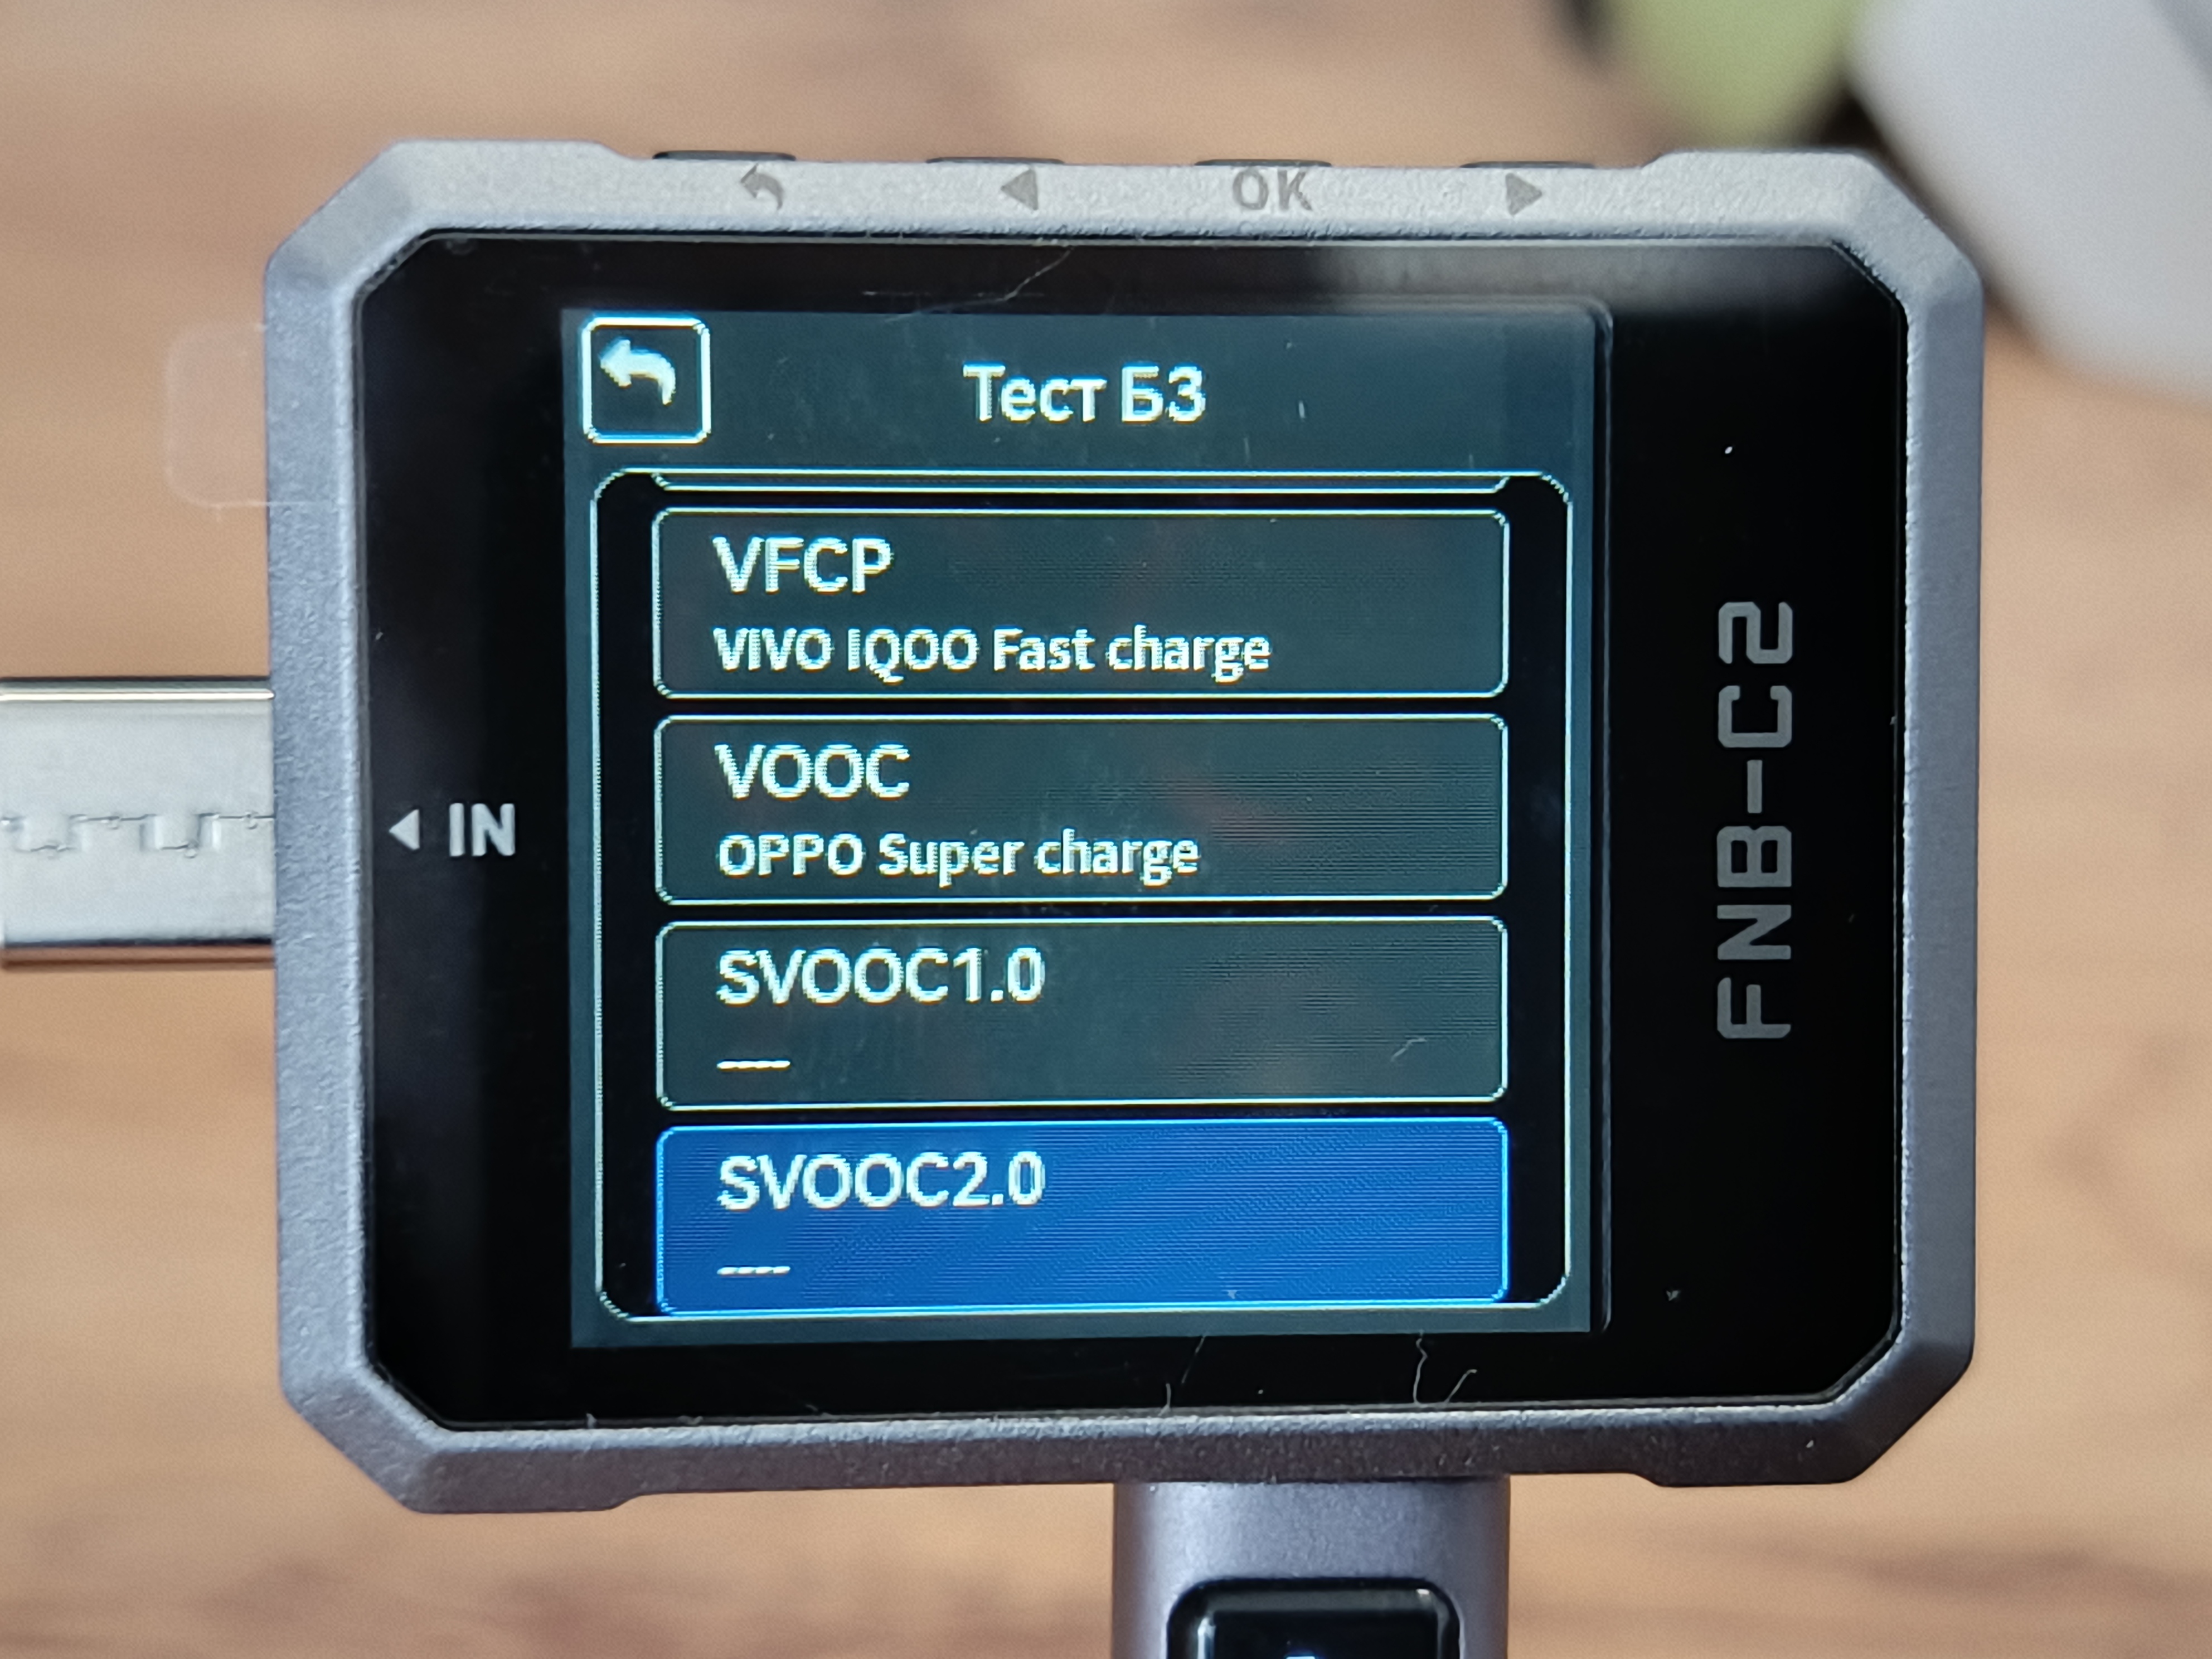 OK
Тест БЗ
VFCP
VIVO IQOO Fast charge
VOOC
OPPO Super charge
SVOOC1.0
----
SVOOC2.0
----
IN
FNB-C2